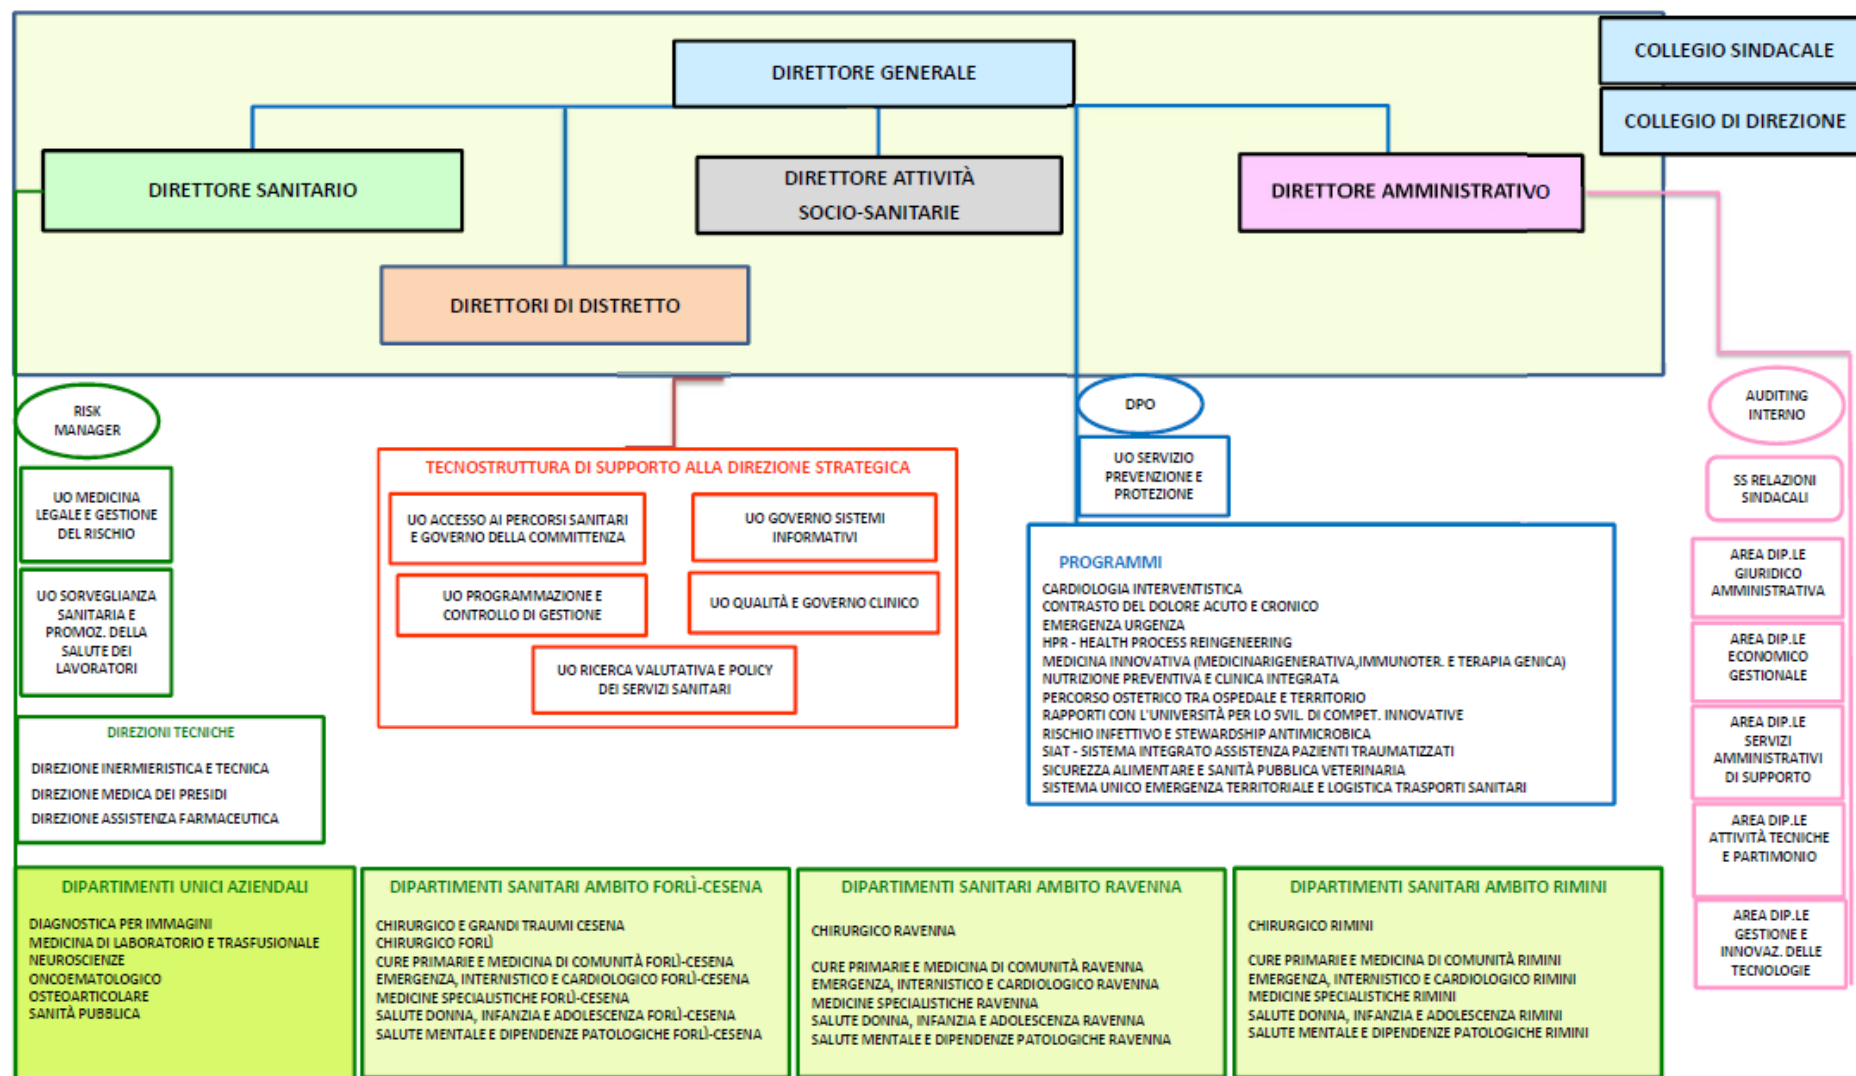 COLLEGIO SINDACALE
DIRETTORE GENERALE
COLLEGIO DI DIREZIONE
DIRETTORE SANITARIO
DIRETTORE ATTIVITÀ
SOCIO-SANITARIE
DIRETTORE AMMINISTRATIVO
DIRETTORI DI DISTRETTO
RISK
MANAGER
UO MEDICINA
LEGALE E GESTIONE
DEL RISCHIO
UO SORVEGLIANZA
SANITARIA E
PROMOZ. DELLA
SALUTE DEI
LAVORATORI
DIREZIONI TECNICHE
DIREZIONE INERMIERISTICA E TECNICA
DIREZIONE MEDICA DEI PRESIDI
DIREZIONE ASSISTENZA FARMACEUTICA
TECNOSTRUTTURA DI SUPPORTO ALLA DIREZIONE STRATEGICA
UO ACCESSO AI PERCORSI SANITARI
E GOVERNO DELLA COMMITTENZA
UO GOVERNO SISTEMI
INFORMATIVI
UO PROGRAMMAZIONE E
CONTROLLO DI GESTIONE
UO QUALITÀ E GOVERNO CLINICO
UO RICERCA VALUTATIVA E POLICY
DEI SERVIZI SANITARI
DPO
UO SERVIZIO
PREVENZIONE E
PROTEZIONE
PROGRAMMI
CARDIOLOGIA INTERVENTISTICA
CONTRASTO DEL DOLORE ACUTO E CRONICO
EMERGENZA URGENZA
HPR - HEALTH PROCESS REINGENEERING
MEDICINA INNOVATIVA (MEDICINARIGENERATIVA,IMMUNOTER. E TERAPIA GENICA)
NUTRIZIONE PREVENTIVA E CLINICA INTEGRATA
PERCORSO OSTETRICO TRA OSPEDALE E TERRITORIO
RAPPORTI CON L'UNIVERSITÀ PER LO SVIL. DI COMPET. INNOVATIVE
RISCHIO INFETTIVO E STEWARDSHIP ANTIMICROBICA
SIAT - SISTEMA INTEGRATO ASSISTENZA PAZIENTI TRAUMATIZZATI
SICUREZZA ALIMENTARE E SANITÀ PUBBLICA VETERINARIA
SISTEMA UNICO EMERGENZA TERRITORIALE E LOGISTICA TRASPORTI SANITARI
AUDITING
INTERNO
SS RELAZIONI
SINDACALI
AREA DIP.LE
GIURIDICO
AMMINISTRATIVA
AREA DIP.LE
ECONOMICO
GESTIONALE
AREA DIP.LE
SERVIZI
AMMINISTRATIVI
DI SUPPORTO
AREA DIP.LE
ATTIVITÀ TECNICHE
E PARTIMONIO
AREA DIP.LE
GESTIONE E
INNOVAZ. DELLE
TECNOLOGIE
DIPARTIMENTI UNICI AZIENDALI
DIAGNOSTICA PER IMMAGINI
MEDICINA DI LABORATORIO E TRASFUSIONALE
NEUROSCIENZE
ONCOEMATOLOGICO
OSTEOARTICOLARE
SANITÀ PUBBLICA
DIPARTIMENTI SANITARI AMBITO FORLÌ-CESENA
CHIRURGICO E GRANDI TRAUMI CESENA
CHIRURGICO FORLÌ
CURE PRIMARIE E MEDICINA DI COMUNITÀ FORLÌ-CESENA
EMERGENZA, INTERNISTICO E CARDIOLOGICO FORLÌ-CESENA
MEDICINE SPECIALISTICHE FORLÌ-CESENA
SALUTE DONNA, INFANZIA E ADOLESCENZA FORLÌ-CESENA
SALUTE MENTALE E DIPENDENZE PATOLOGICHE FORLÌ-CESENA
DIPARTIMENTI SANITARI AMBITO RAVENNA
CHIRURGICO RAVENNA
CURE PRIMARIE E MEDICINA DI COMUNITÀ RAVENNA
EMERGENZA, INTERNISTICO E CARDIOLOGICO RAVENNA
MEDICINE SPECIALISTICHE RAVENNA
SALUTE DONNA, INFANZIA E ADOLESCENZA RAVENNA
SALUTE MENTALE E DIPENDENZE PATOLOGICHE RAVENNA
DIPARTIMENTI SANITARI AMBITO RIMINI
CHIRURGICO RIMINI
CURE PRIMARIE E MEDICINA DI COMUNITÀ RIMINI
EMERGENZA, INTERNISTICO E CARDIOLOGICO RIMINI
MEDICINE SPECIALISTICHE RIMINI
SALUTE DONNA, INFANZIA E ADOLESCENZA RIMINI
SALUTE MENTALE E DIPENDENZE PATOLOGICHE RIMINI